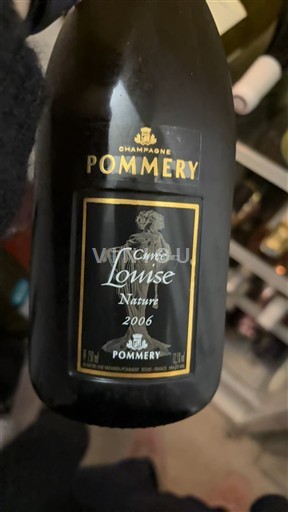 CHAMPAGNE
POMMERY
Cuvée
Louise
Nature
2006
POMMERY